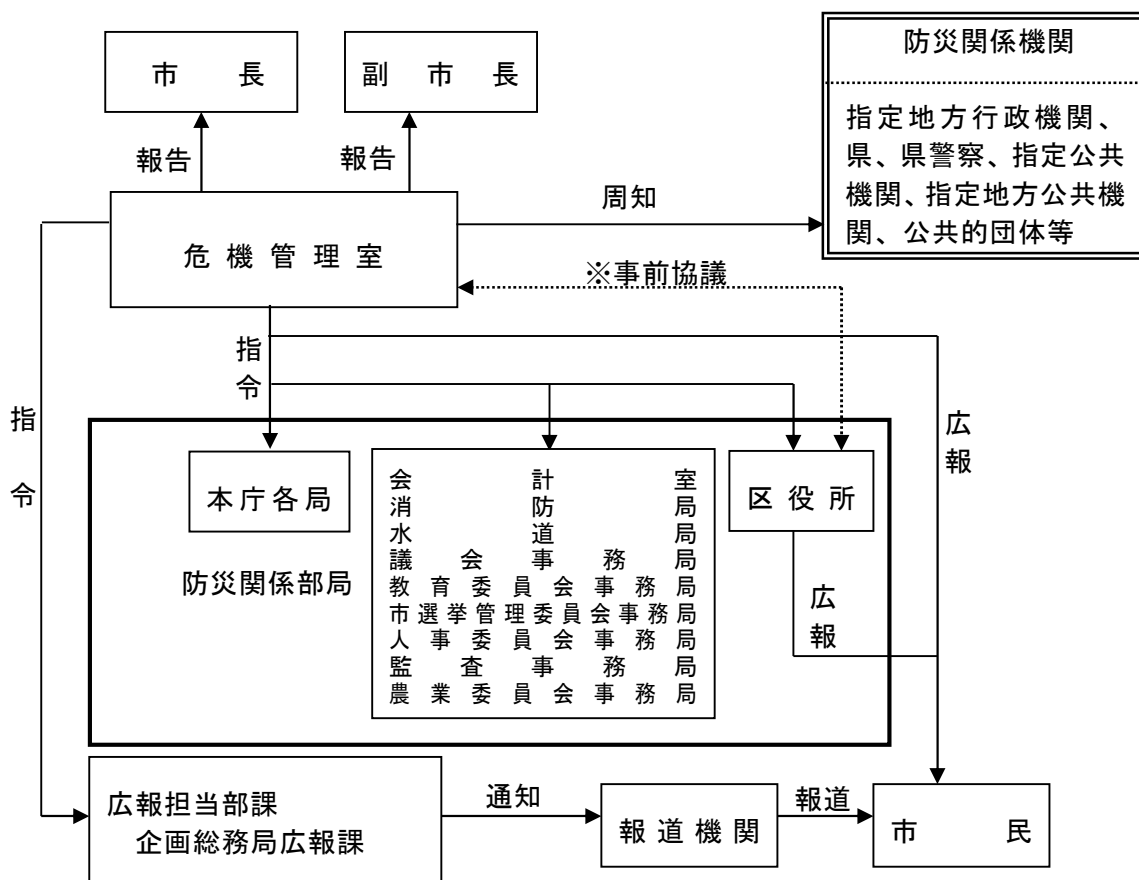 市長
副市長
防災関係機関
指定地方行政機関、
県、県警察、指定公共
機関、指定地方公共機
関、公共的団体等
報告
報告
周知
危機管理室
※事前協議
指令
指令
広報
本庁各局
会計室
消防局
水道局
議会事務局
教育委員会事務局
市選挙管理委員会事務局
人事委員会事務局
監査事務局
農業委員会事務局
区役所
防災関係部局
広報
広報担当部課
企画総務局広報課
通知
報道機関
報道
市民